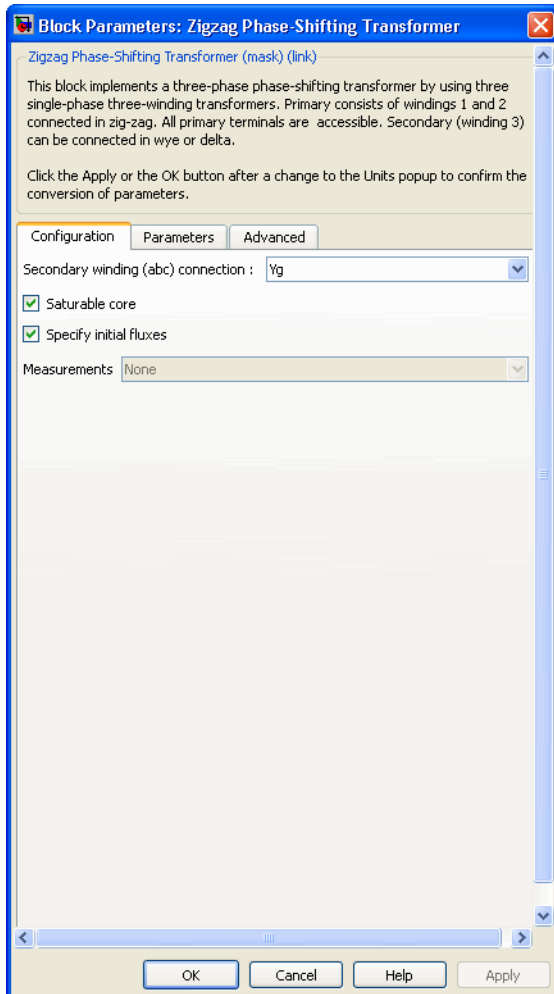 Block Parameters: Zigzag Phase-Shifting Transformer
Zigzag Phase-Shifting Transformer (mask) (link)
This block implements a three-phase phase-shifting transformer by using three
single-phase three-winding transformers. Primary consists of windings 1 and 2
connected in zig-zag. All primary terminals are accessible. Secondary (winding 3)
can be connected in wye or delta.
Click the Apply or the OK button after a change to the Units popup to confirm the
conversion of parameters.
Configuration Parameters Advanced
Secondary winding (abc) connection : Yg
Saturable core
Specify initial fluxes
Measurements None
OK Cancel Help Apply